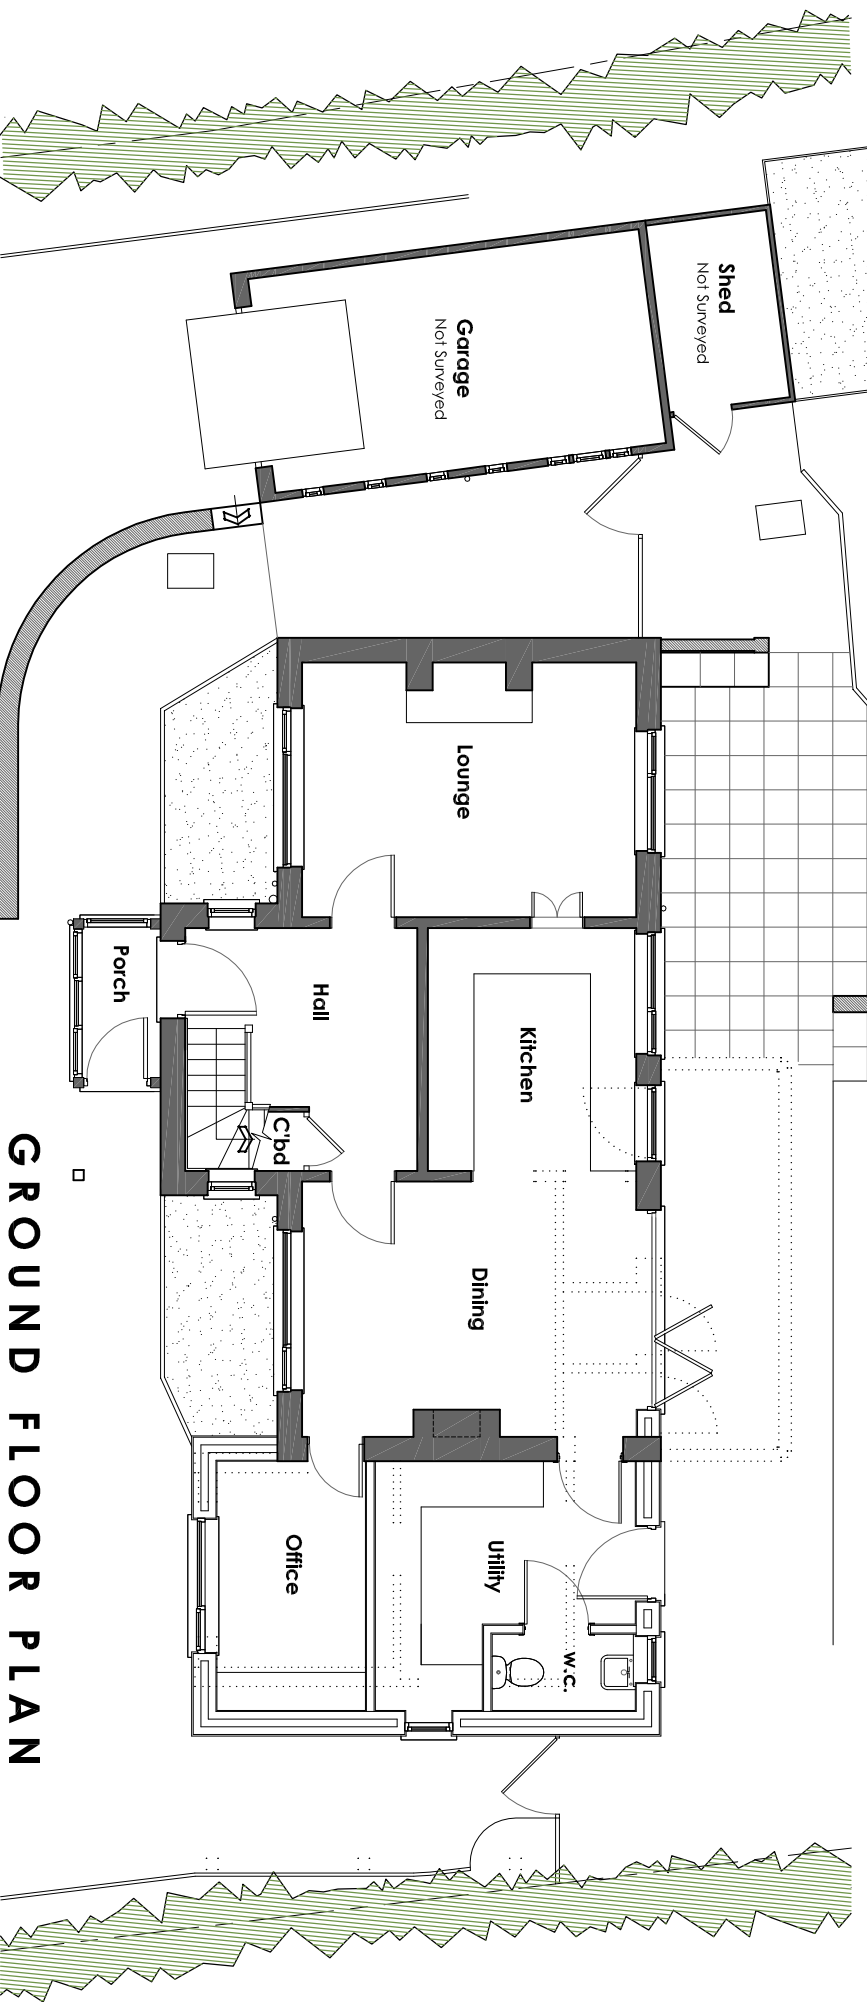 Shed
Not Surveyed
Garage
Not Surveyed
Lounge
Porch
Hall
Kitchen
C'bd
Dining
Office
Utility
w.c.
GROUND FLOOR PLAN